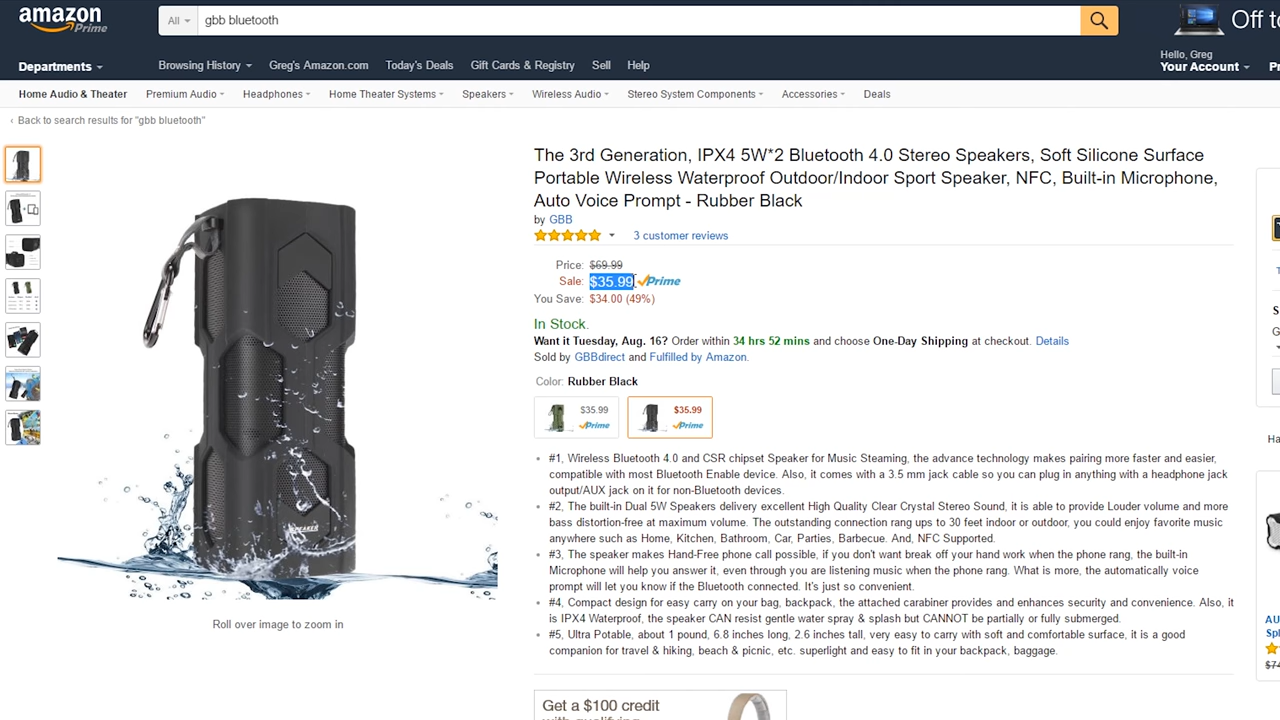 amazon
Prime
All
gbb bluetooth
Off to
Departments
Browsing History
Greg's Amazon.com
Today's Deals
Gift Cards & Registry
Sell
Help
Hello, Greg
Your Account
Home Audio & Theater
Premium Audio
Headphones
Home Theater Systems
Speakers
Wireless Audio
Stereo System Components
Accessories
Deals
‹ Back to search results for "gbb bluetooth"
The 3rd Generation, IPX4 5W*2 Bluetooth 4.0 Stereo Speakers, Soft Silicone Surface
Portable Wireless Waterproof Outdoor/Indoor Sport Speaker, NFC, Built-in Microphone,
Auto Voice Prompt - Rubber Black
by GBB
3 customer reviews
Price: $69.99
Sale: $35.99 Prime
You Save: $34.00 (49%)
In Stock.
Want it Tuesday, Aug. 16? Order within 34 hrs 52 mins and choose One-Day Shipping at checkout. Details
Sold by GBBdirect and Fulfilled by Amazon.
Color: Rubber Black
$35.99
Prime
$35.99
Prime
#1, Wireless Bluetooth 4.0 and CSR chipset Speaker for Music Steaming, the advance technology makes pairing more faster and easier,
compatible with most Bluetooth Enable device. Also, it comes with a 3.5 mm jack cable so you can plug in anything with a headphone jack
output/AUX jack on it for non-Bluetooth devices.
#2, The built-in Dual 5W Speakers delivery excellent High Quality Clear Crystal Stereo Sound, it is able to provide Louder volume and more
bass distortion-free at maximum volume. The outstanding connection rang ups to 30 feet indoor or outdoor, you could enjoy favorite music
anywhere such as Home, Kitchen, Bathroom, Car, Parties, Barbecue. And, NFC Supported.
#3, The speaker makes Hand-Free phone call possible, if you don't want break off your hand work when the phone rang, the built-in
Microphone will help you answer it, even through you are listening music when the phone rang. What is more, the automatically voice
prompt will let you know if the Bluetooth connected. It's just so convenient.
#4, Compact design for easy carry on your bag, backpack, the attached carabiner provides and enhances security and convenience. Also, it
is IPX4 Waterproof, the speaker CAN resist gentle water spray & splash but CANNOT be partially or fully submerged.
#5, Ultra Potable, about 1 pound, 6.8 inches long, 2.6 inches tall, very easy to carry with soft and comfortable surface, it is a good
companion for travel & hiking, beach & picnic, etc. superlight and easy to fit in your backpack, baggage.
SPEAKER
Roll over image to zoom in
Get a $100 credit